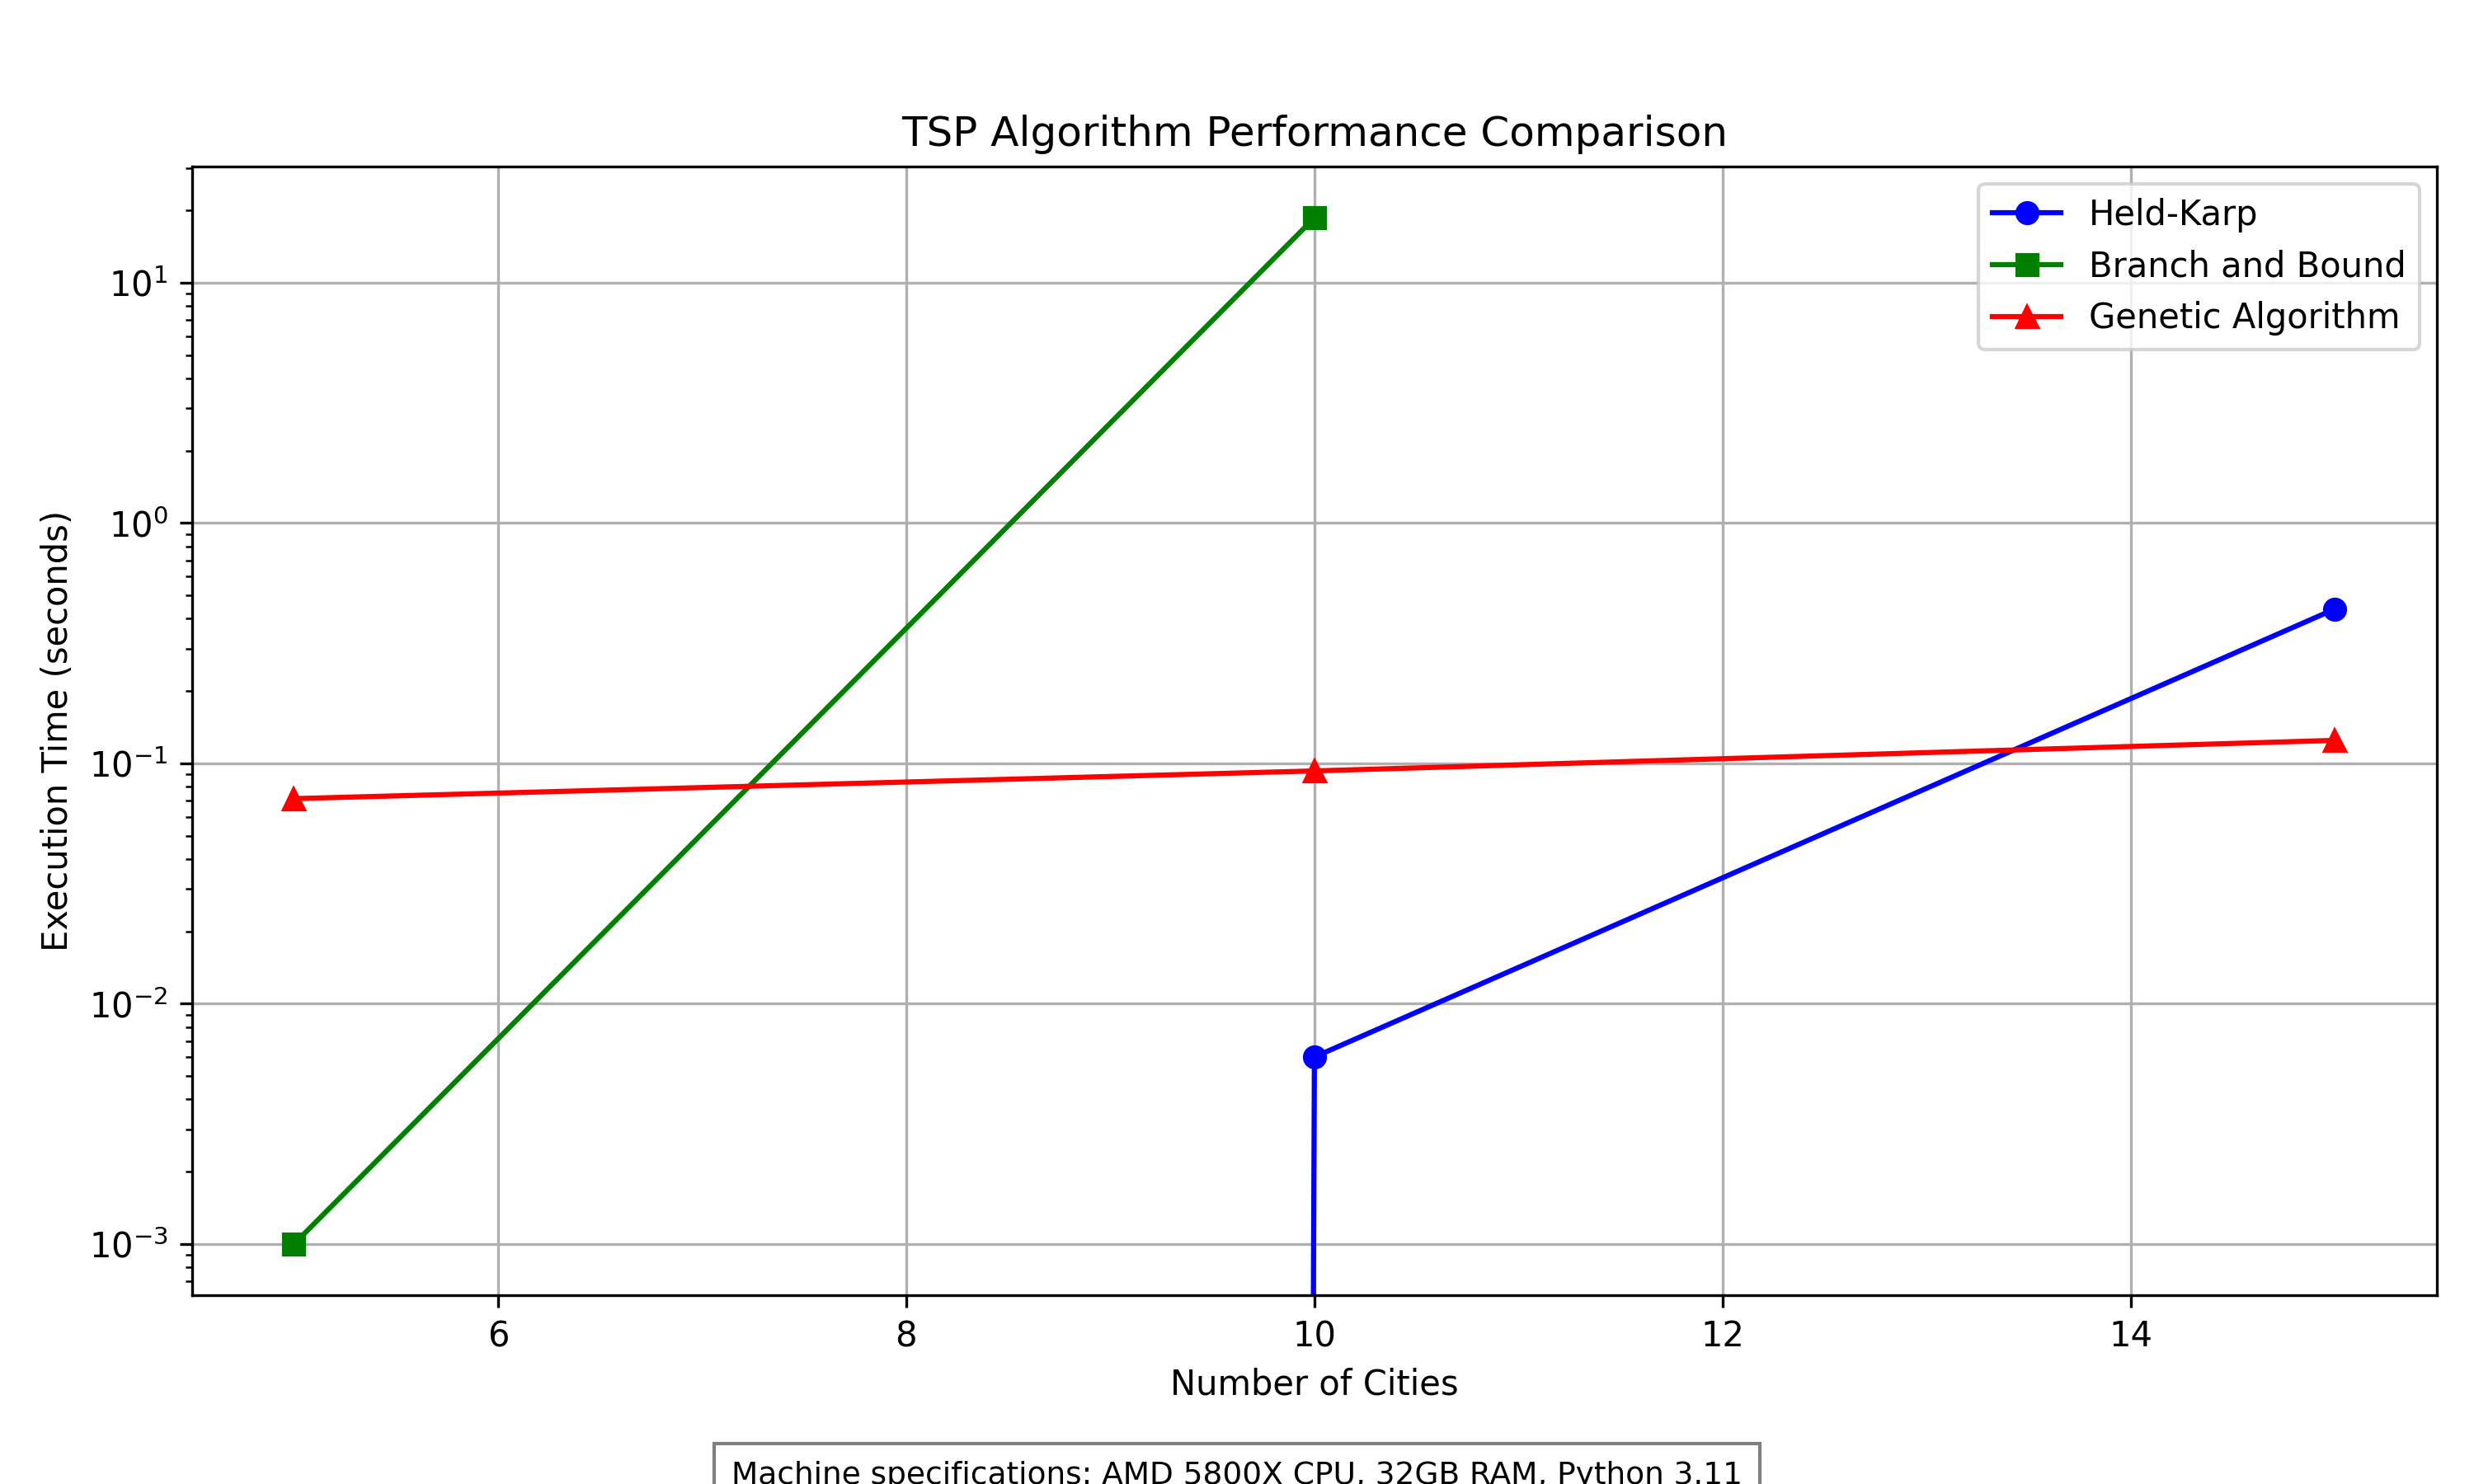 TSP Algorithm Performance Comparison
Held-Karp
Branch and Bound
Genetic Algorithm
Execution Time (seconds)
10¹
10⁰
10⁻¹
10⁻²
10⁻³
6 8 10 12 14
Number of Cities
Machine specifications: AMD 5800X CPU, 32GB RAM, Python 3.11